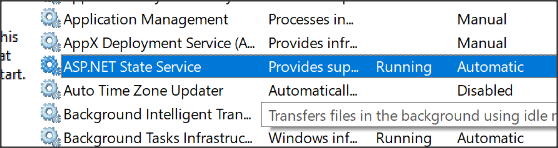 Application Management Processes in... Manual
his
AppX Deployment Service (A... Provides infr... Manual
at
ASP.NET State Service Provides sup... Running Automatic
tart.
Auto Time Zone Updater Automaticall... Disabled
Background Intelligent Tran...
Transfers files in the background using idle
Background Tasks Infrastruc... Windows inf... Running Automatic